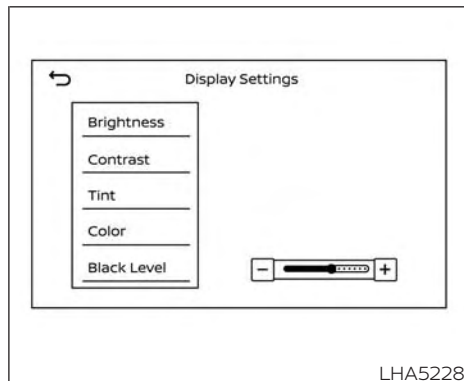 Display Settings
Brightness
Contrast
Tint
Color
Black Level
− +
LHA5228